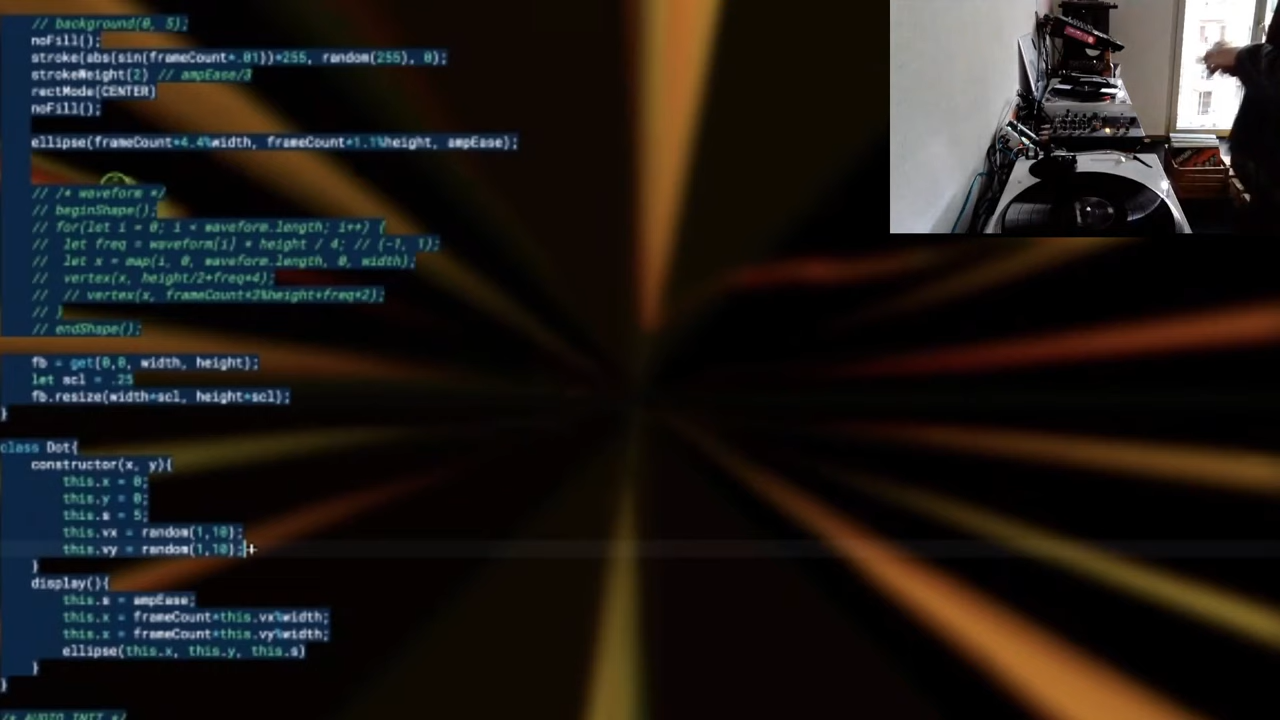 // background(0, 5);
noFill();
stroke(abs(sin(frameCount*.01))*255, random(255), 0);
strokeWeight(2) // ampEase/3
rectMode(CENTER)
noFill();
ellipse(frameCount*4.4%width, frameCount*1.1%height, ampEase);
// /* waveform */
// beginShape();
// for(let i = 0; i < waveform.length; i++) {
//  let freq = waveform[i] * height / 4; // (-1, 1);
//  let x = map(i, 0, waveform.length, 0, width);
//  vertex(x, height/2+freq*4);
//  // vertex(x, frameCount*2%height+freq*2);
// }
// endShape();
fb = get(0,0, width, height);
let scl = .25
fb.resize(width*scl, height*scl);
}
class Dot{
constructor(x, y){
this.x = 0;
this.y = 0;
this.s = 5;
this.vx = random(1,10);
this.vy = random(1,10);
}
display(){
this.s = ampEase;
this.x = frameCount*this.vx%width;
this.x = frameCount*this.vy%width;
ellipse(this.x, this.y, this.s)
}
}
/* AUDIO INIT */